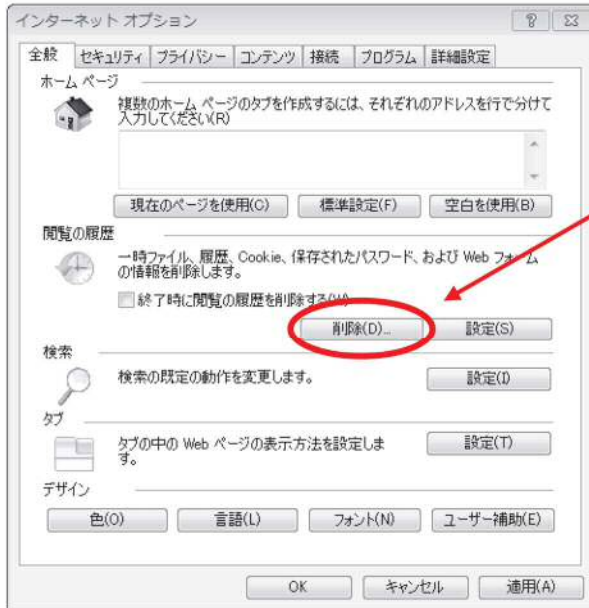 インターネット オプション
全般 セキュリティ プライバシー コンテンツ 接続 プログラム 詳細設定
ホーム ページ
複数のホーム ページのタブを作成するには、それぞれのアドレスを行で分けて
入力してください(R)
現在のページを使用(C) 標準設定(F) 空白を使用(B)
閲覧の履歴
一時ファイル、履歴、Cookie、保存されたパスワード、および Web フォーム
の情報を削除します。
終了時に閲覧の履歴を削除する(W)
削除(D)... 設定(S)
検索
検索の既定の動作を変更します。 設定(I)
タブ
タブの中の Web ページの表示方法を設定しま
す。
設定(T)
デザイン
色(O) 言語(L) フォント(N) ユーザー補助(E)
OK キャンセル 適用(A)